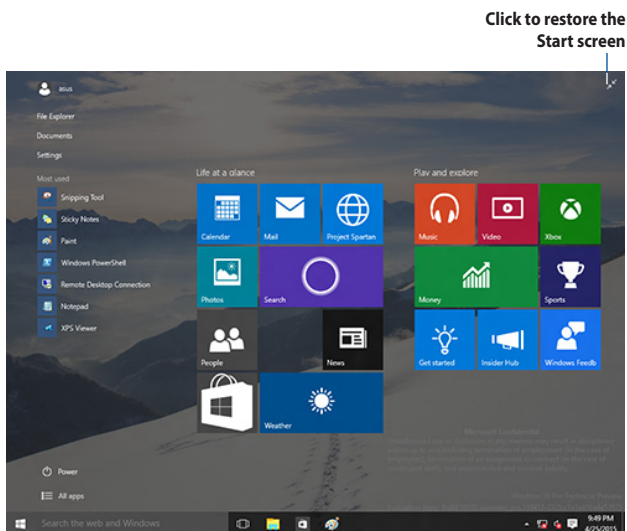 Click to restore the
Start screen
asus
File Explorer
Documents
Settings
Most used
Snipping Tool
Sticky Notes
Paint
Windows PowerShell
Remote Desktop Connection
Notepad
XPS Viewer
Life at a glance
Calendar
Mail
Project Spartan
Photos
Search
People
News
Weather
Play and explore
Music
Video
Xbox
Money
Sports
Get started
Insider Hub
Windows Feedb
Microsoft Confidential
Power
All apps
Search the web and Windows
9:49 PM
4/25/2015